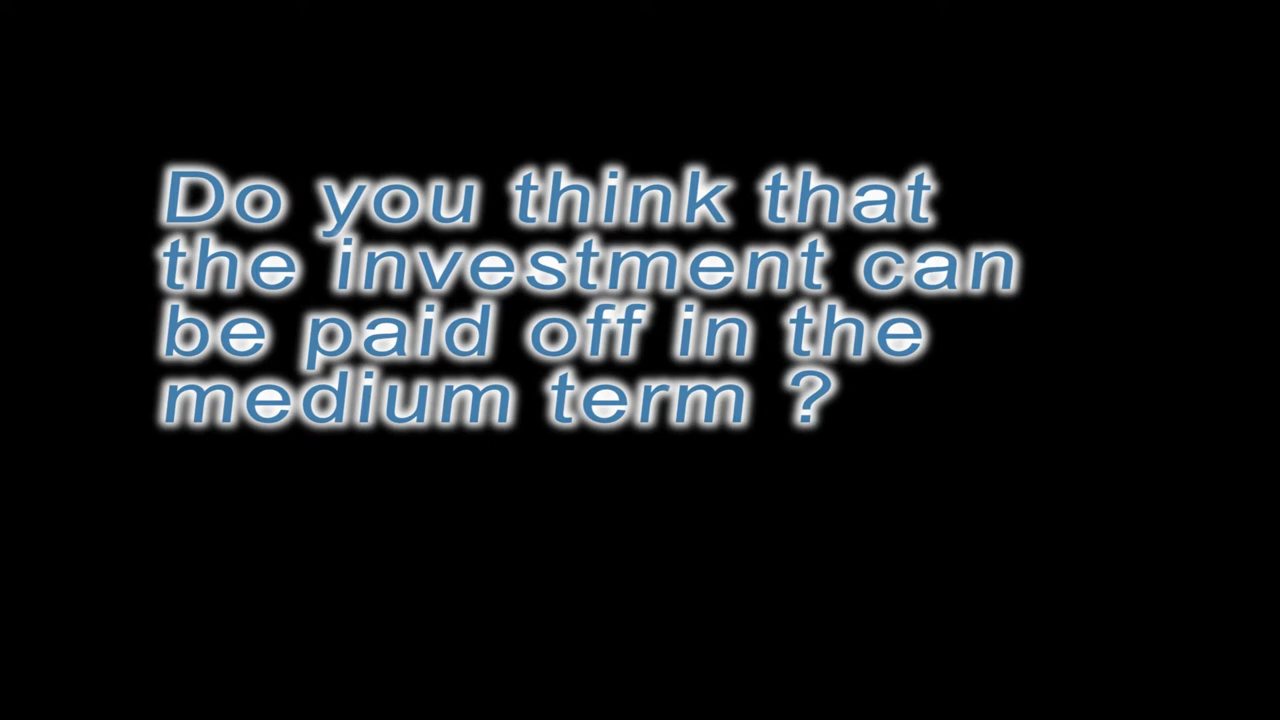 Do you think that
the investment can
be paid off in the
medium term ?